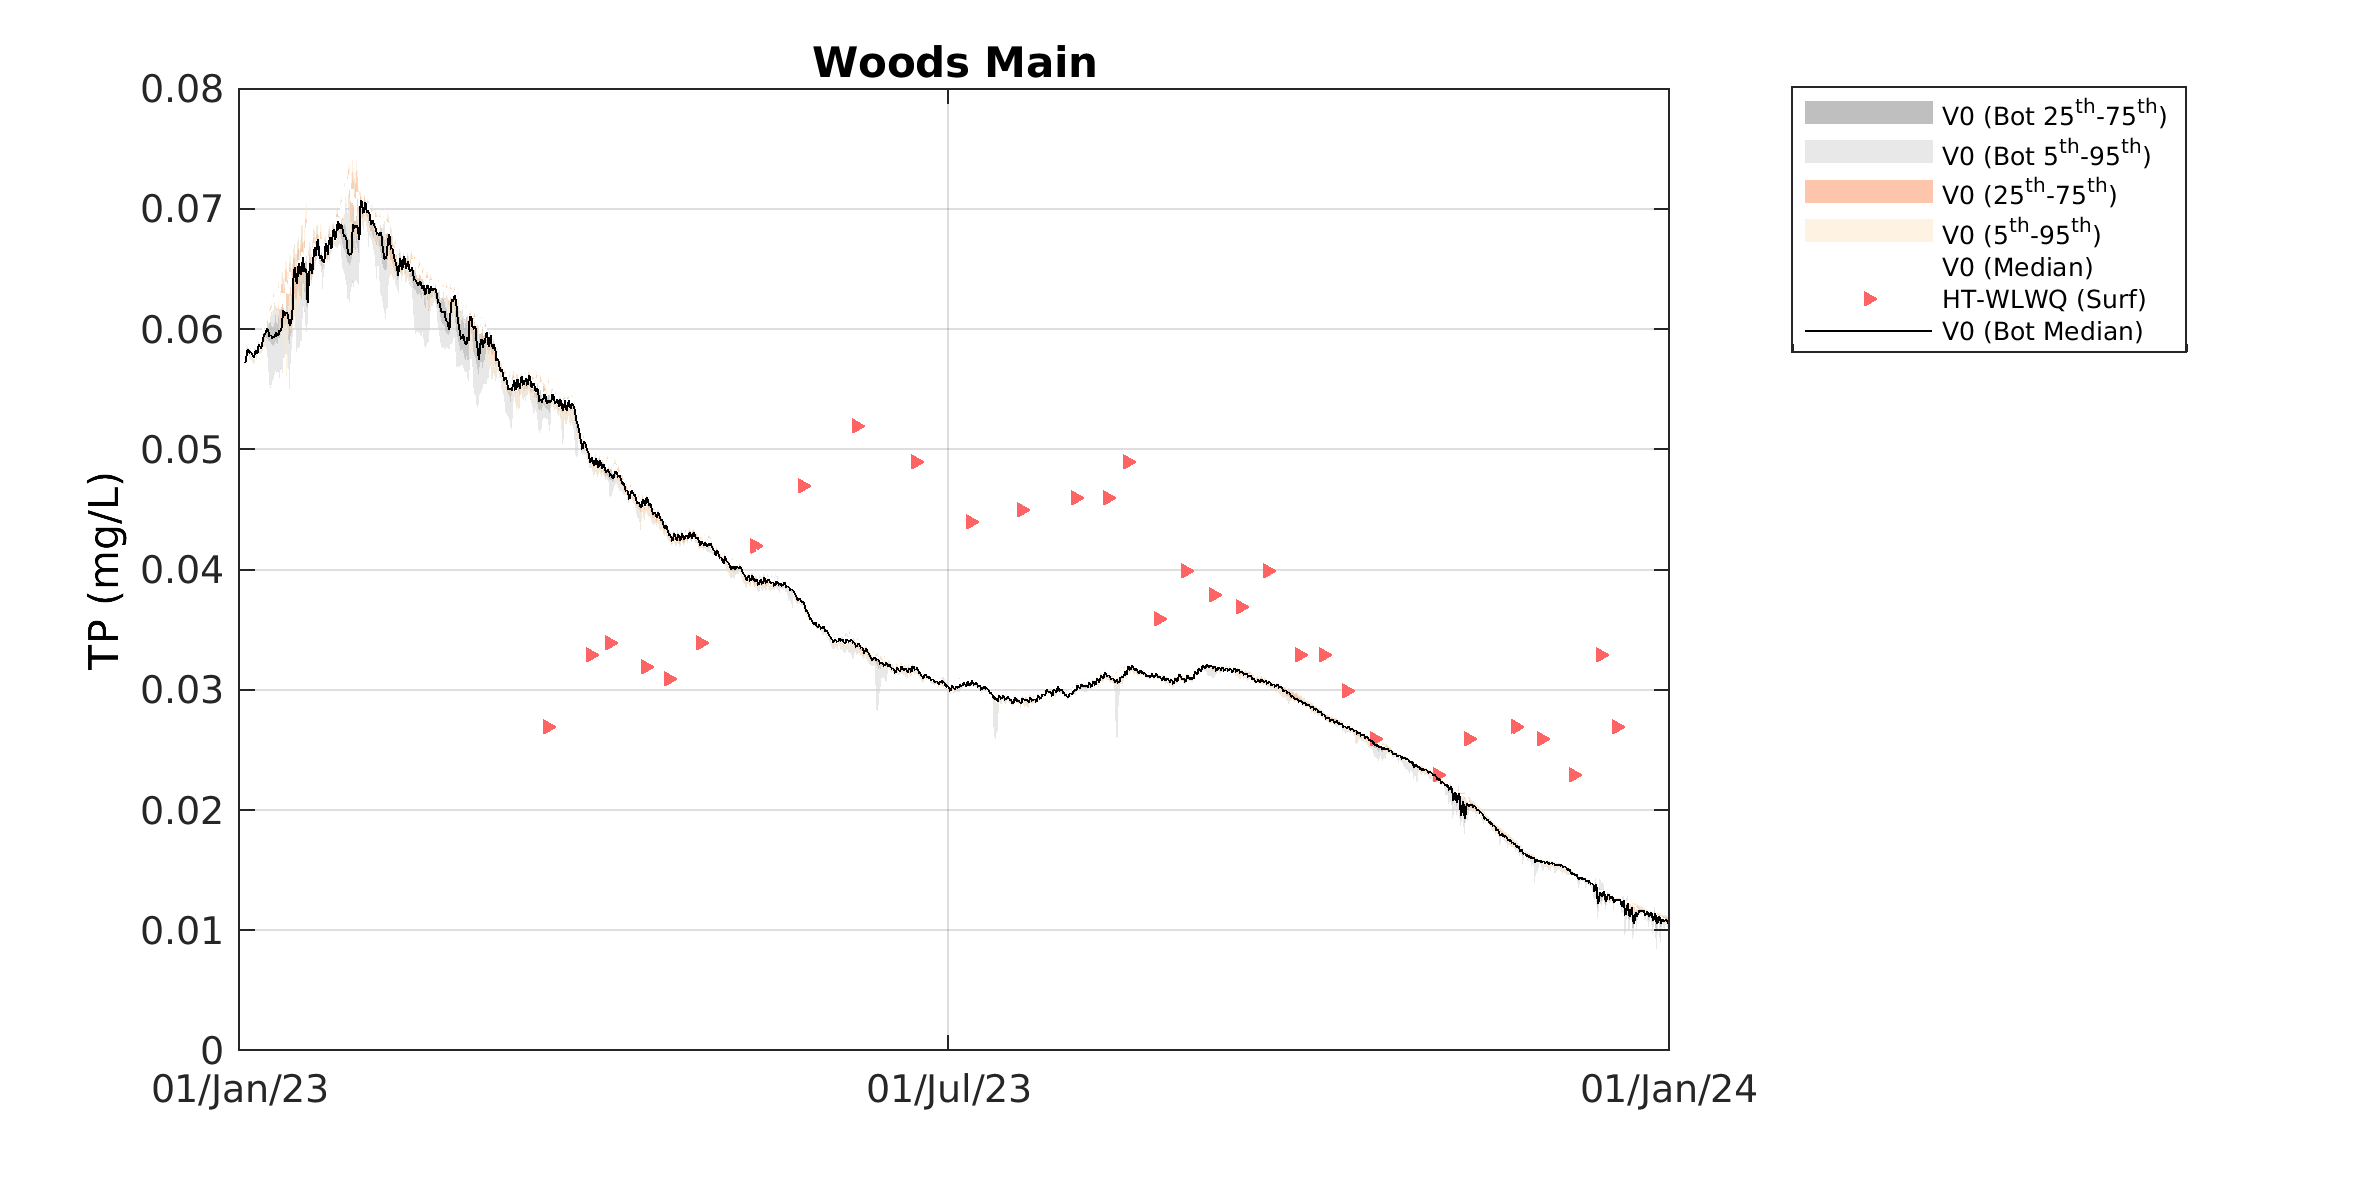 Woods Main
0.08
0.07
0.06
0.05
0.04
0.03
0.02
0.01
0
TP (mg/L)
01/Jan/23
01/Jul/23
01/Jan/24
V0 (Bot 25th-75th)
V0 (Bot 5th-95th)
V0 (25th-75th)
V0 (5th-95th)
V0 (Median)
HT-WLWQ (Surf)
V0 (Bot Median)